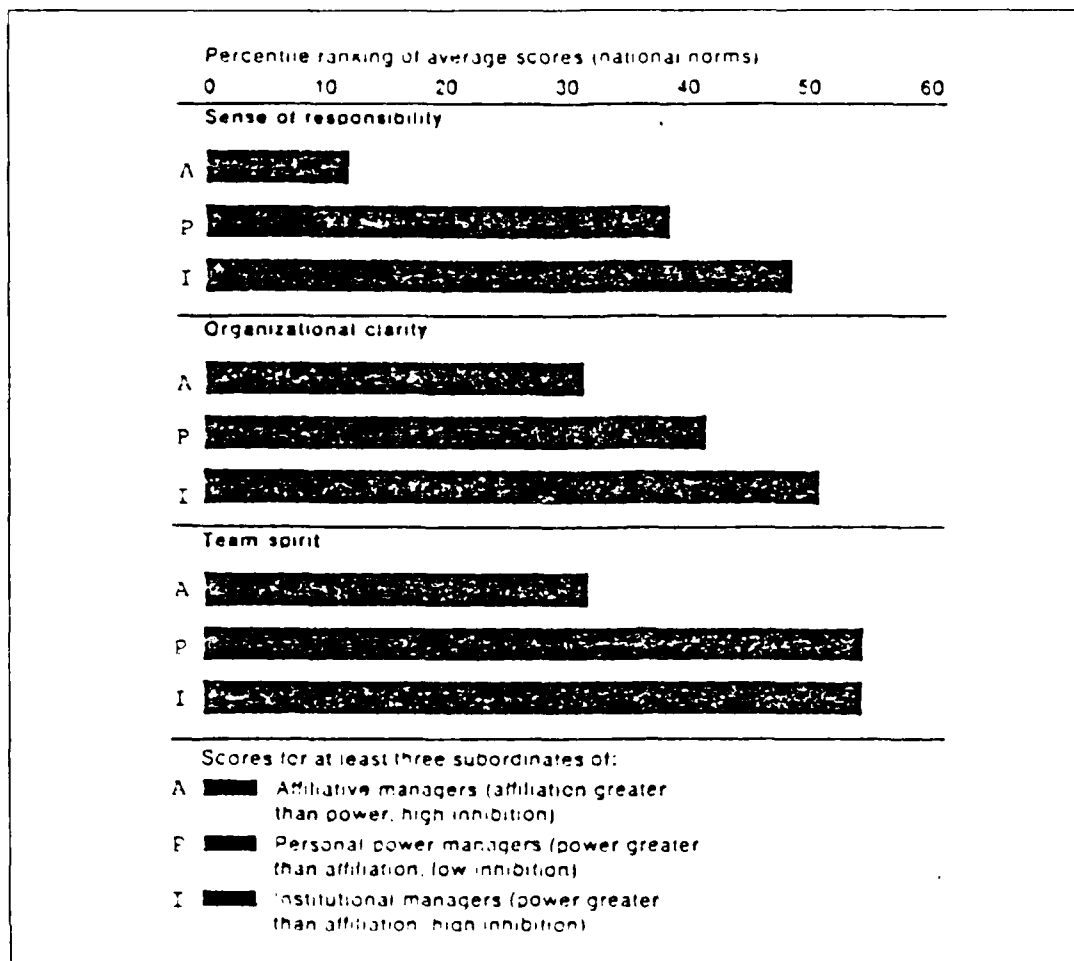 Percentile ranking of average scores (national norms)
0 10 20 30 40 50 60
Sense of responsibility
A
P
I
Organizational clarity
A
P
I
Team spirit
A
P
I
Scores for at least three subordinates of:
A Affiliative managers (affiliation greater
than power, high inhibition)
P Personal power managers (power greater
than affiliation, low inhibition)
I Institutional managers (power greater
than affiliation, high inhibition)